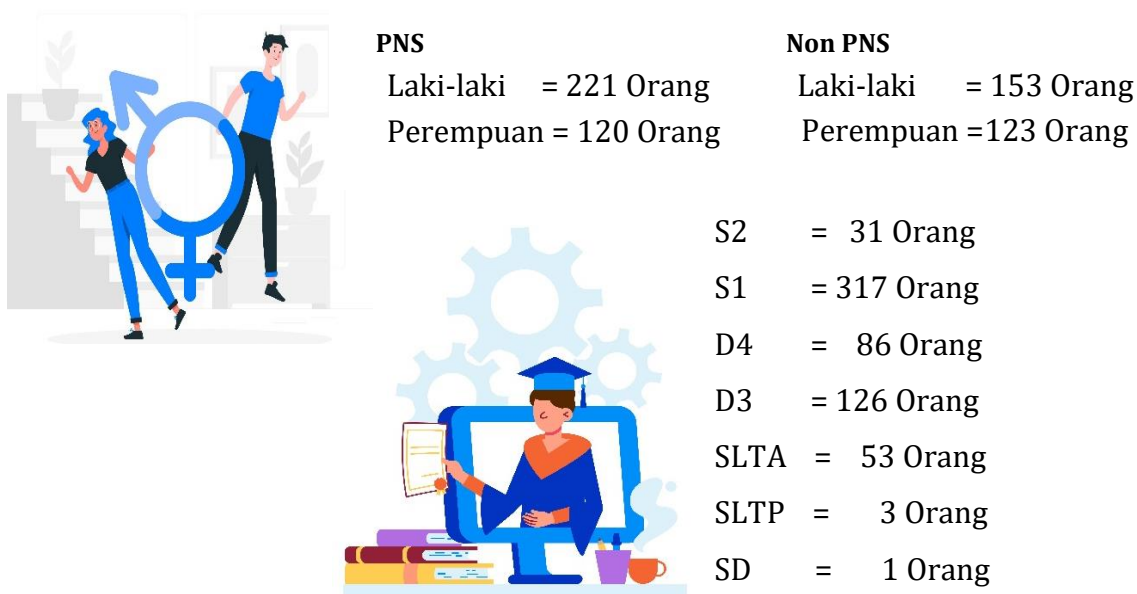 PNS
Laki-laki = 221 Orang
Perempuan = 120 Orang
Non PNS
Laki-laki = 153 Orang
Perempuan =123 Orang
S2 = 31 Orang
S1 = 317 Orang
D4 = 86 Orang
D3 = 126 Orang
SLTA = 53 Orang
SLTP = 3 Orang
SD = 1 Orang